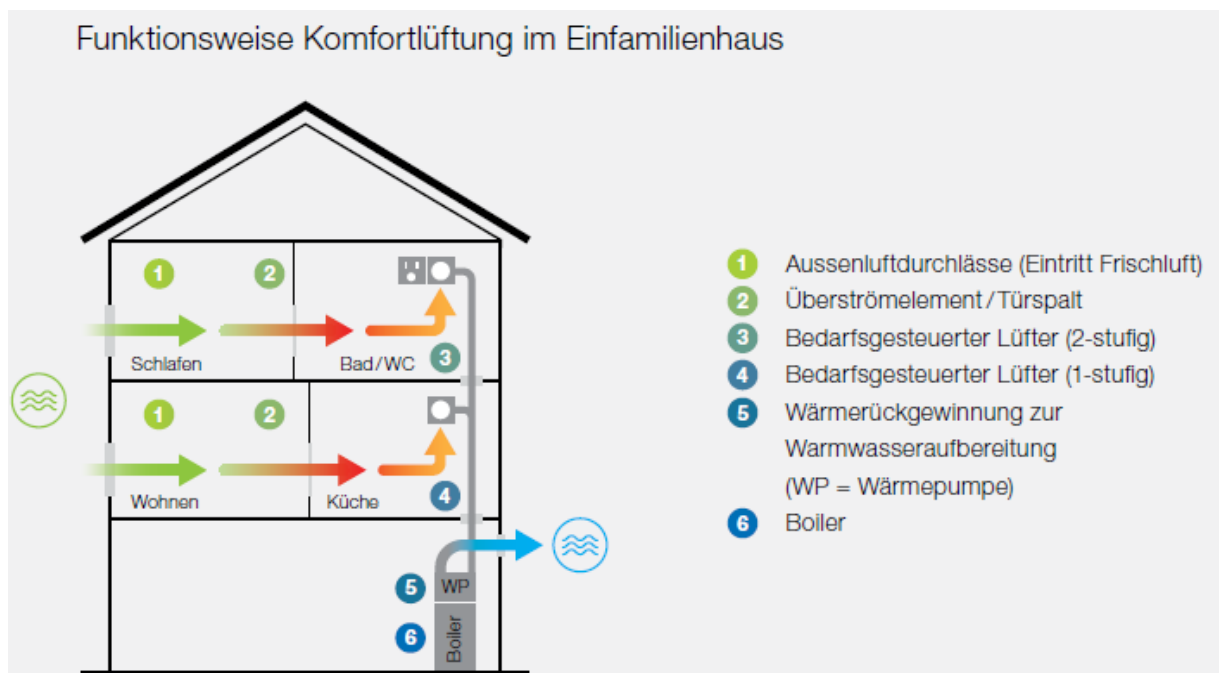 Funktionsweise Komfortlüftung im Einfamilienhaus
1 2
Schlafen Bad/WC 3
1 2
Wohnen Küche 4
5 WP
6 Boiler
1 Aussenluftdurchlässe (Eintritt Frischluft)
2 Überströmelement/Türspalt
3 Bedarfsgesteuerter Lüfter (2-stufig)
4 Bedarfsgesteuerter Lüfter (1-stufig)
5 Wärmerückgewinnung zur
Warmwasseraufbereitung
(WP = Wärmepumpe)
6 Boiler